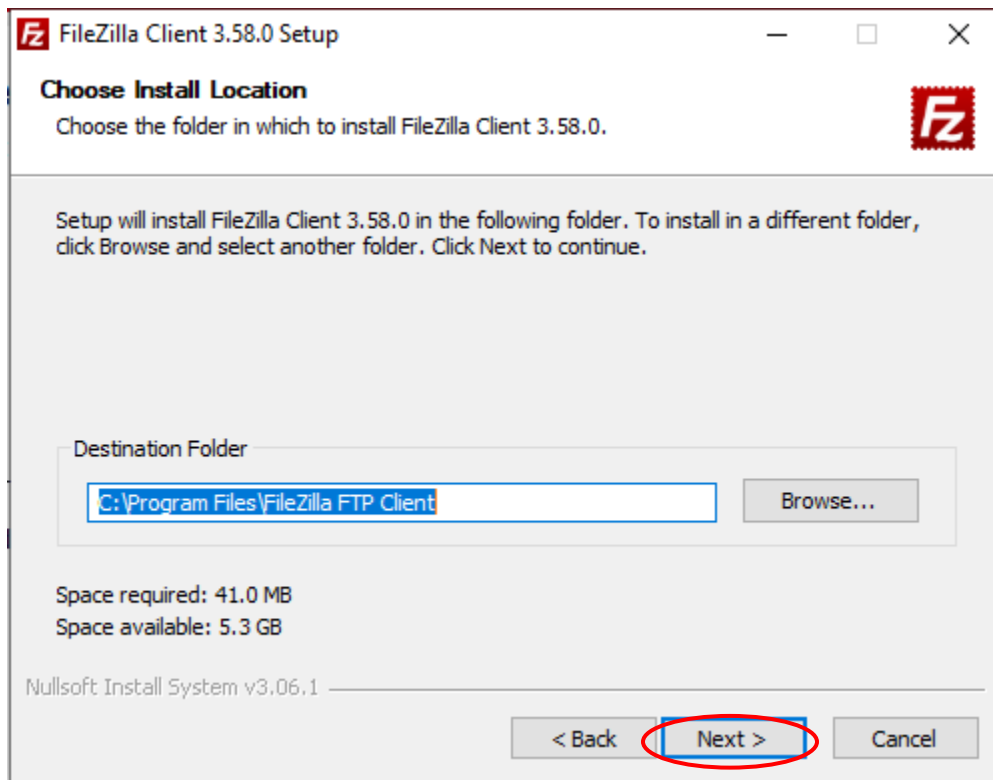 FileZilla Client 3.58.0 Setup
Choose Install Location
Choose the folder in which to install FileZilla Client 3.58.0.
Fz
Setup will install FileZilla Client 3.58.0 in the following folder. To install in a different folder,
click Browse and select another folder. Click Next to continue.
Destination Folder
C:\Program Files\FileZilla FTP Client
Browse...
Space required: 41.0 MB
Space available: 5.3 GB
Nullsoft Install System v3.06.1
< Back Next > Cancel